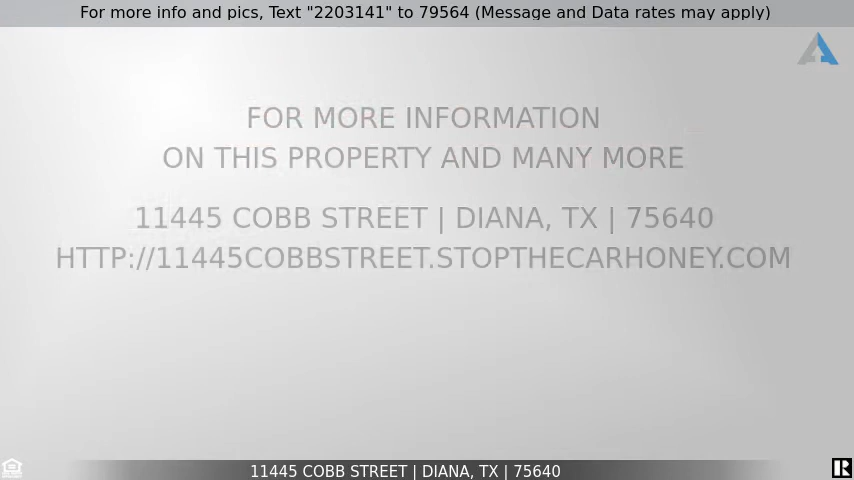 For more info and pics, Text "2203141" to 79564 (Message and Data rates may apply)
FOR MORE INFORMATION
ON THIS PROPERTY AND MANY MORE
11445 COBB STREET | DIANA, TX | 75640
HTTP://11445COBBSTREET.STOPTHECARHONEY.COM
11445 COBB STREET | DIANA, TX | 75640